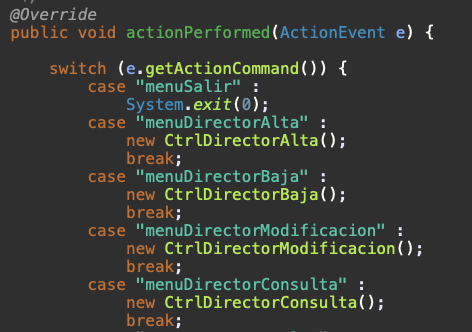 @Override
public void actionPerformed(ActionEvent e) {
switch (e.getActionCommand()) {
case "menuSalir" :
System.exit(0);
case "menuDirectorAlta" :
new CtrlDirectorAlta();
break;
case "menuDirectorBaja" :
new CtrlDirectorBaja();
break;
case "menuDirectorModificacion" :
new CtrlDirectorModificacion();
break;
case "menuDirectorConsulta" :
new CtrlDirectorConsulta();
break;